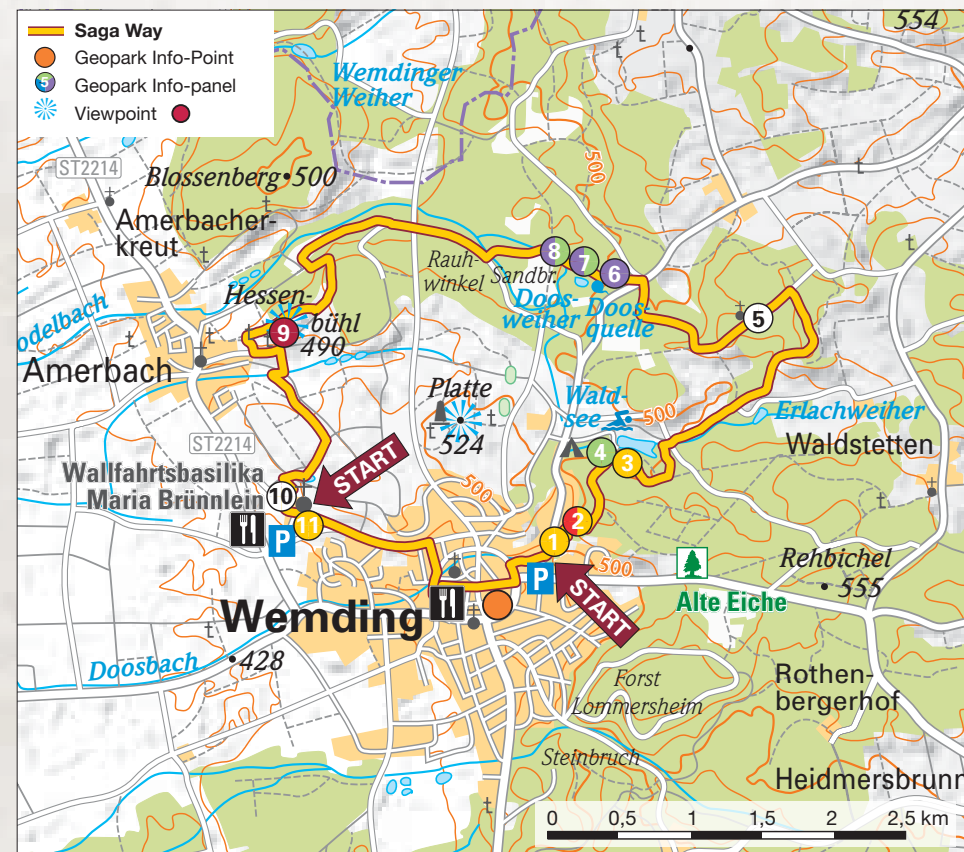 Saga Way
Geopark Info-Point
5 Geopark Info-panel
Viewpoint
554
Wemdinger
Weiher
500
ST2214
Blossenberg•500
Amerbacher-
kreut
Rauh-
winkel
Sandbr.
8
7
6
Doos-
weiher
Doos-
quelle
5
Hessen-
bühl
490
9
odelbach
Amerbach
Platte
524
Wald-
see
500
Erlachweiher
Waldstetten
4
3
ST2214
Wallfahrtsbasilika
Maria Brünnlein
10
START
11
P
500
2
1
P
START
500
Alte Eiche
Rehbichel
• 555
Wemding
Doosbach
•428
Forst
Lommersheim
Rothen-
bergerhof
Steinbruch
Heidmersbrunn
0 0,5 1 1,5 2 2,5 km